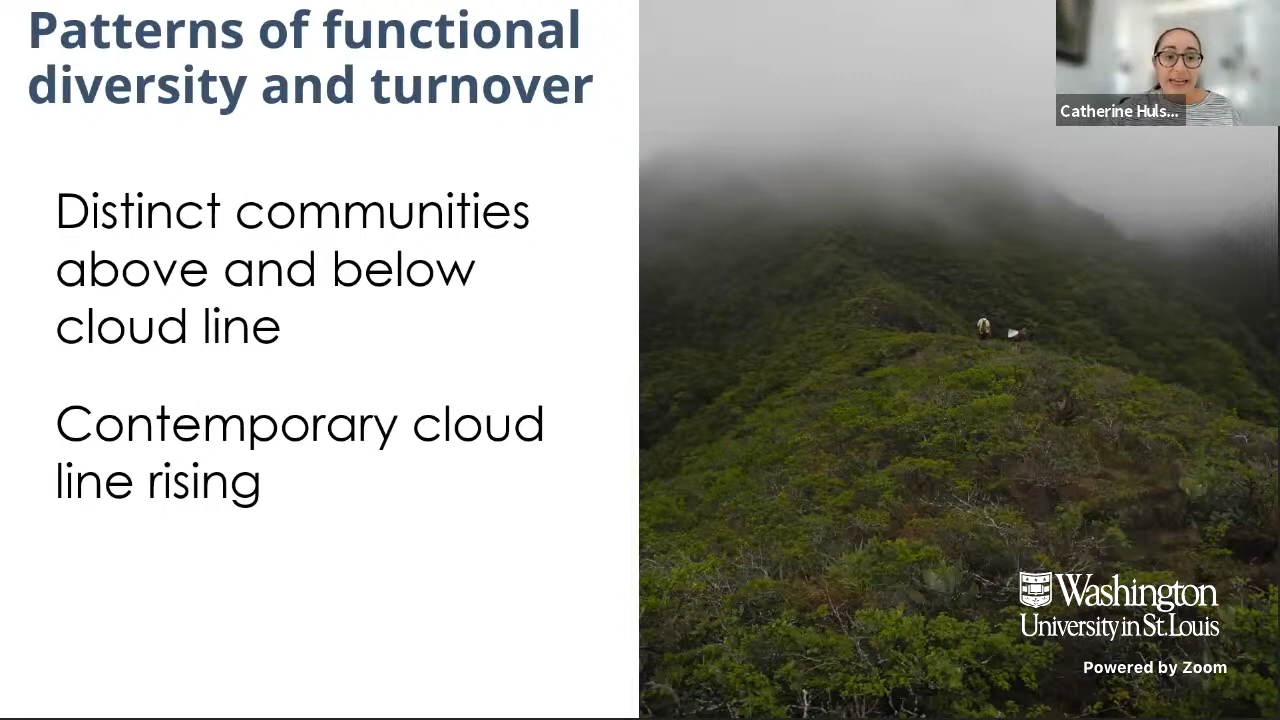 Patterns of functional
diversity and turnover
Distinct communities
above and below
cloud line
Contemporary cloud
line rising
Catherine Huls...
Washington
University in St. Louis
Powered by Zoom